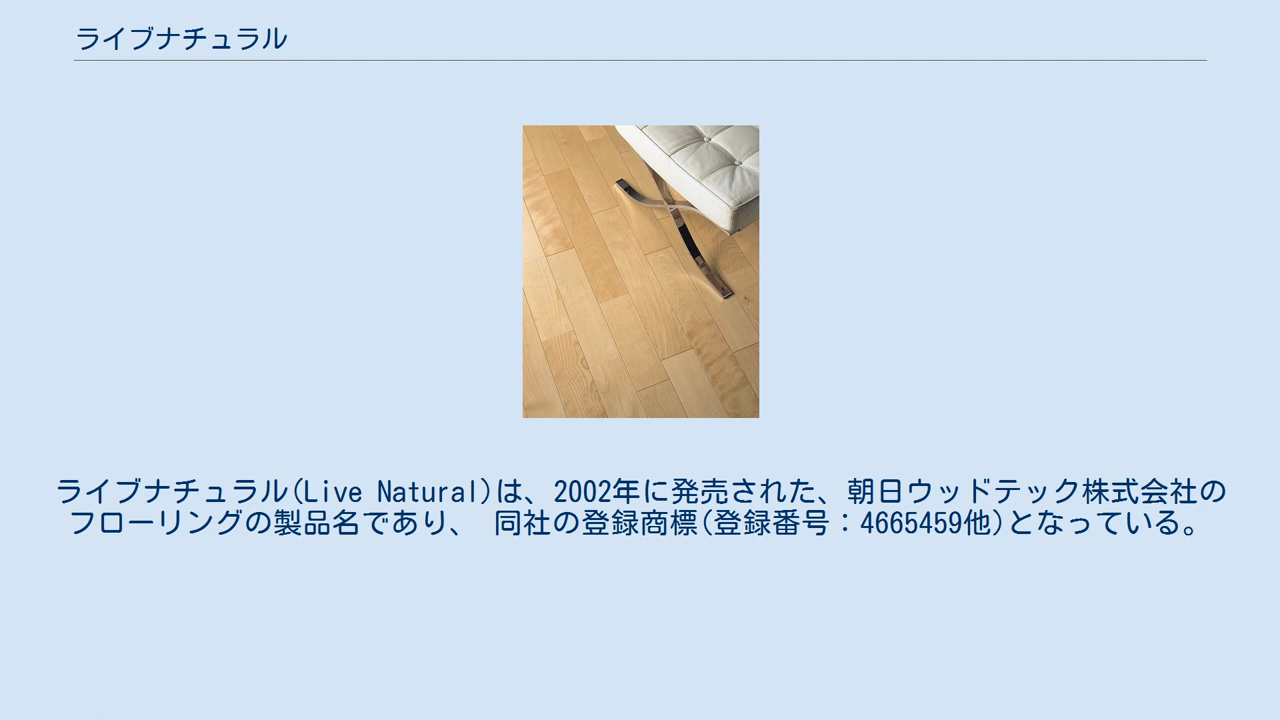 ライブナチュラル
ライブナチュラル(Live Natural)は、2002年に発売された、朝日ウッドテック株式会社の
フローリングの製品名であり、 同社の登録商標(登録番号：4665459他)となっている。